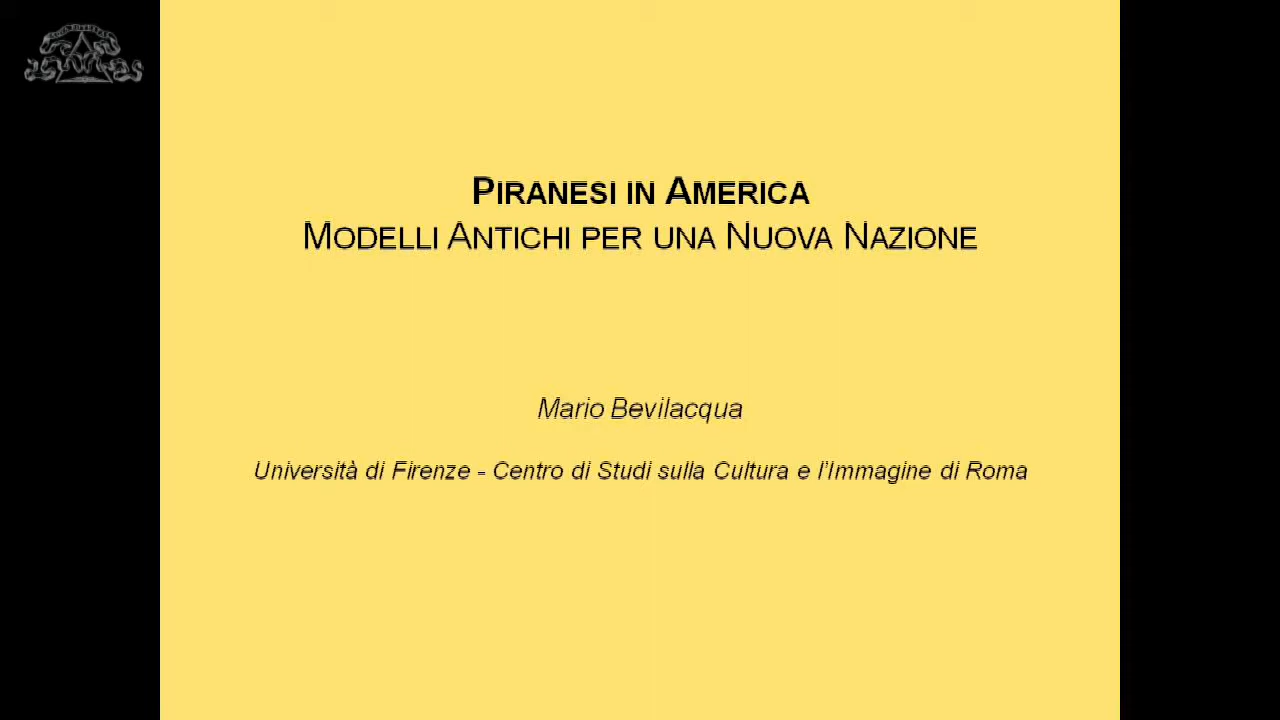 PIRANESI IN AMERICA
MODELLI ANTICHI PER UNA NUOVA NAZIONE
Mario Bevilacqua
Università di Firenze - Centro di Studi sulla Cultura e l'Immagine di Roma